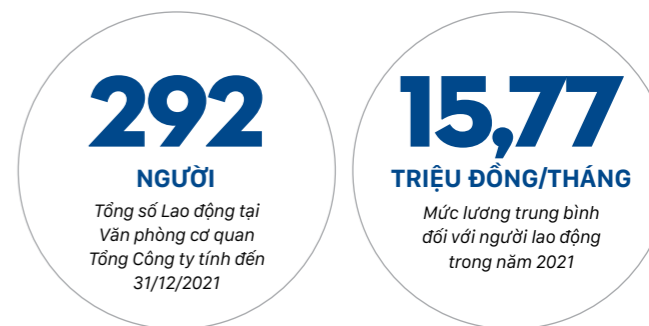 292
NGƯỜI
Tổng số Lao động tại
Văn phòng cơ quan
Tổng Công ty tính đến
31/12/2021
15,77
TRIỆU ĐỒNG/THÁNG
Mức lương trung bình
đối với người lao động
trong năm 2021